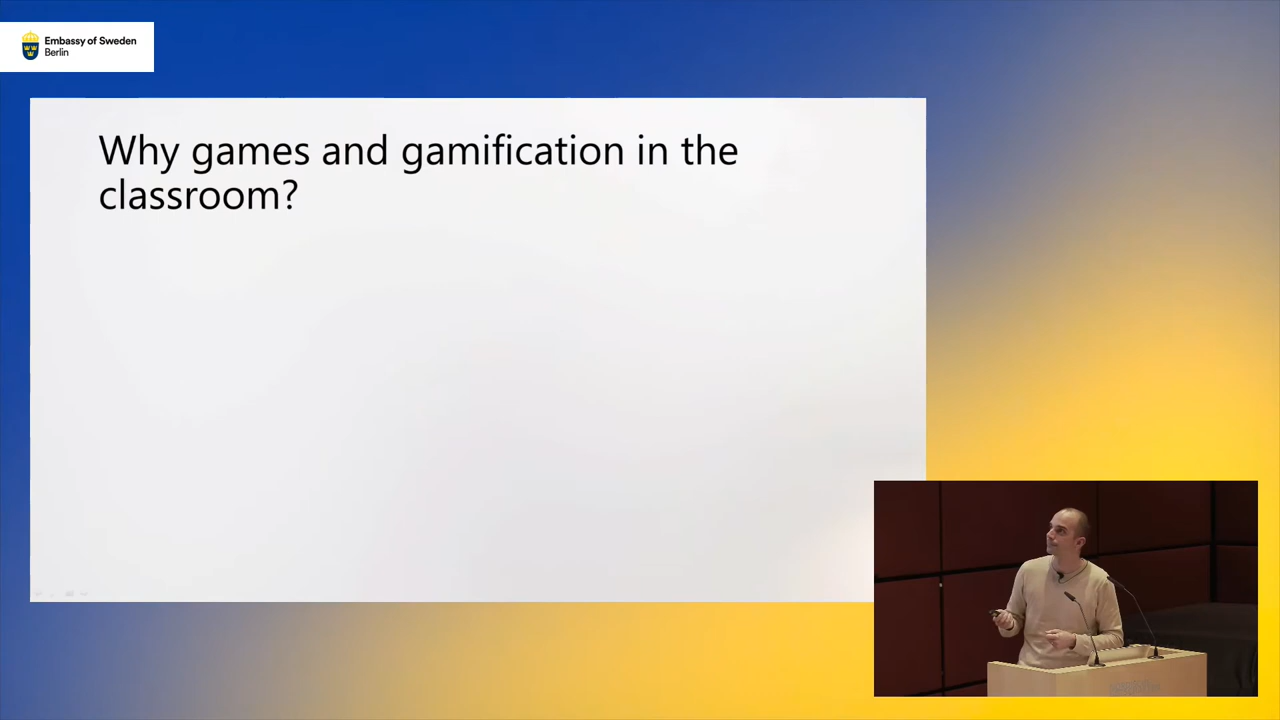 Embassy of Sweden
Berlin
Why games and gamification in the
classroom?